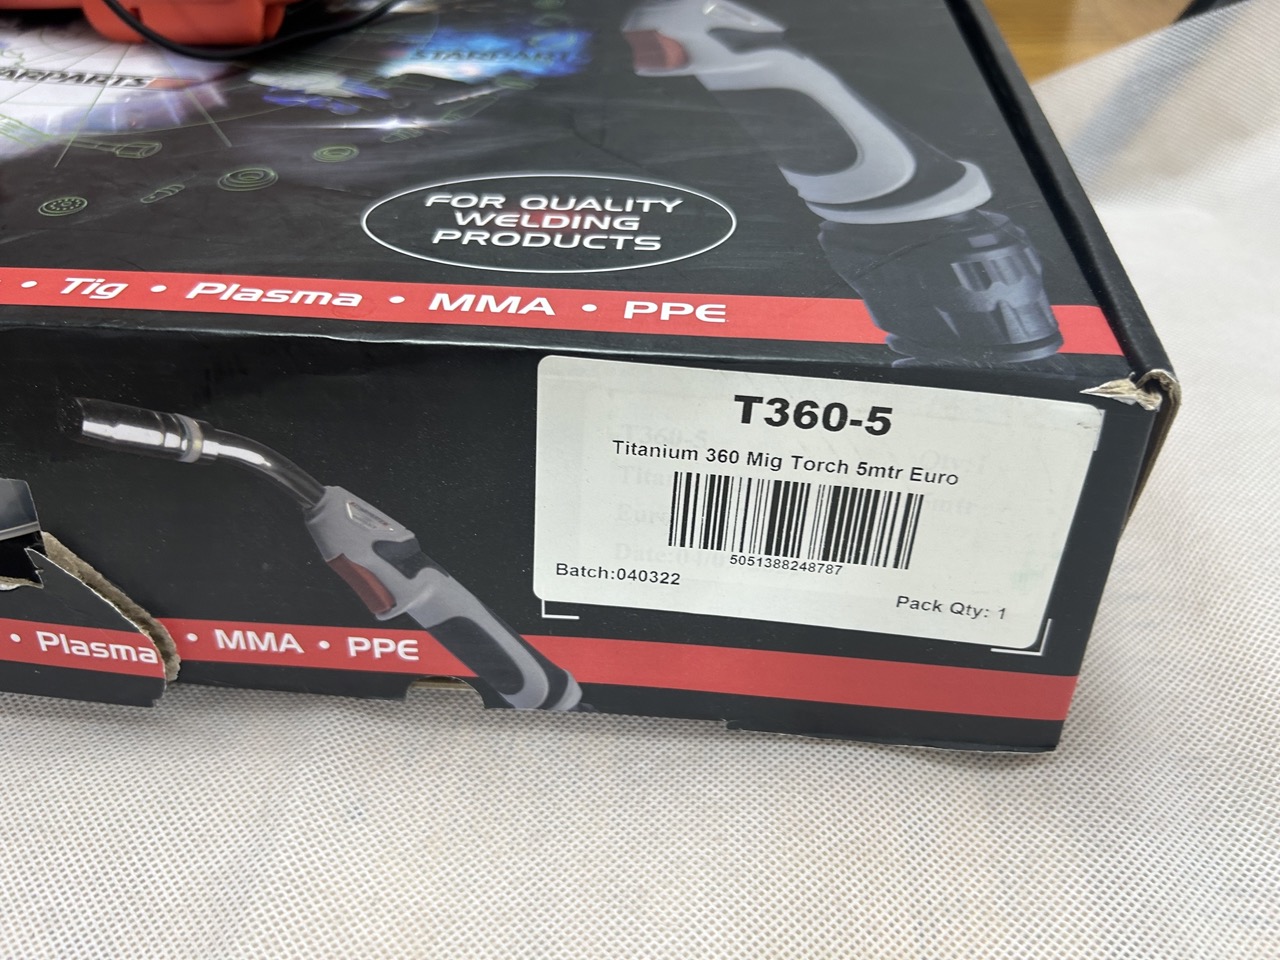 STARPARTS
FOR QUALITY
WELDING
PRODUCTS
• Tig • Plasma • MMA • PPE
T360-5
Titanium 360 Mig Torch 5mtr Euro
5051388248787
Batch:040322
Pack Qty: 1
• Plasma • MMA • PPE